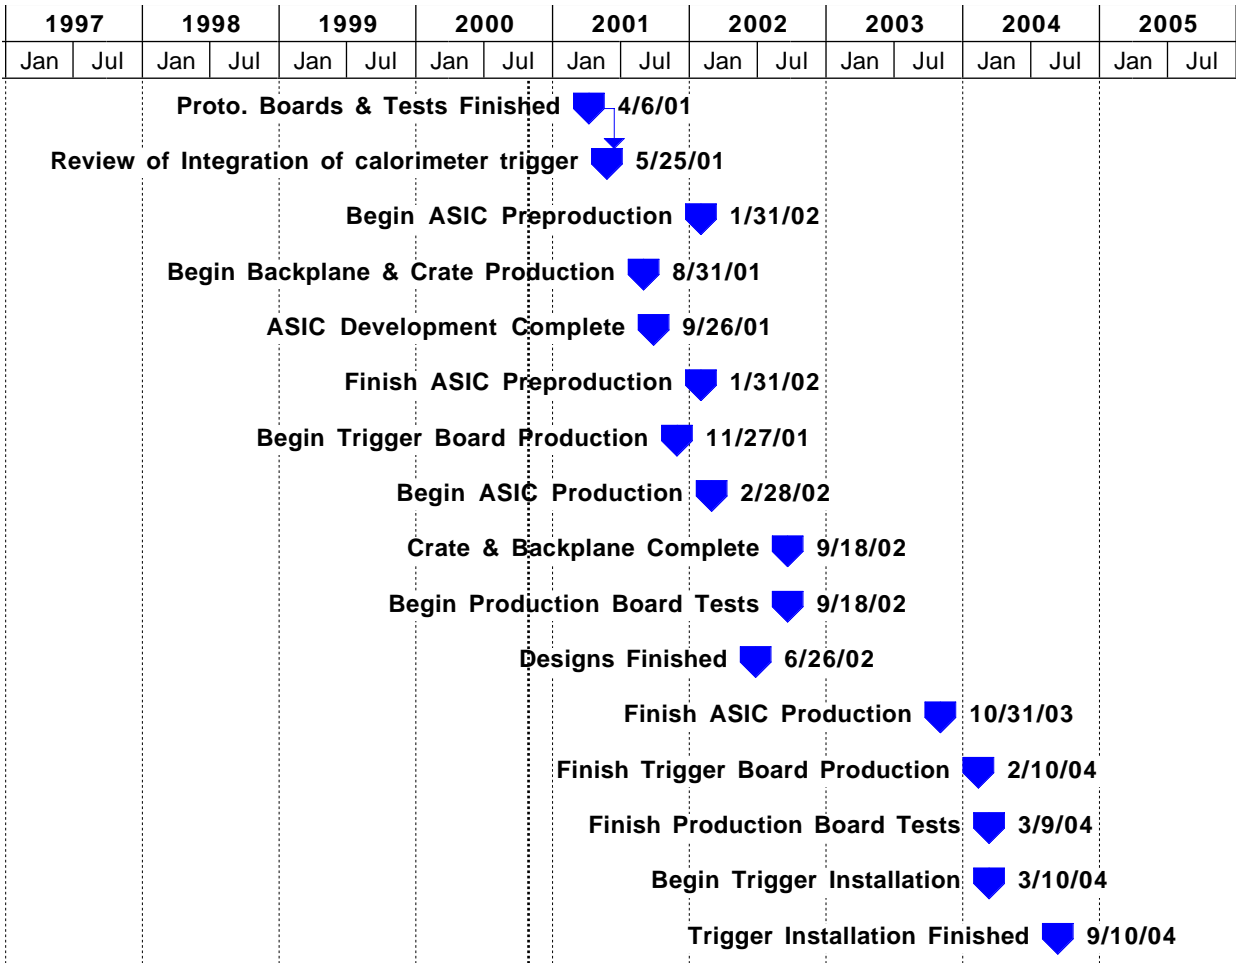 1997 1998 1999 2000 2001 2002 2003 2004 2005
Jan Jul Jan Jul Jan Jul Jan Jul Jan Jul Jan Jul Jan Jul Jan Jul Jan Jul
Proto. Boards & Tests Finished 4/6/01
Review of Integration of calorimeter trigger 5/25/01
Begin ASIC Preproduction 1/31/02
Begin Backplane & Crate Production 8/31/01
ASIC Development Complete 9/26/01
Finish ASIC Preproduction 1/31/02
Begin Trigger Board Production 11/27/01
Begin ASIC Production 2/28/02
Crate & Backplane Complete 9/18/02
Begin Production Board Tests 9/18/02
Designs Finished 6/26/02
Finish ASIC Production 10/31/03
Finish Trigger Board Production 2/10/04
Finish Production Board Tests 3/9/04
Begin Trigger Installation 3/10/04
Trigger Installation Finished 9/10/04